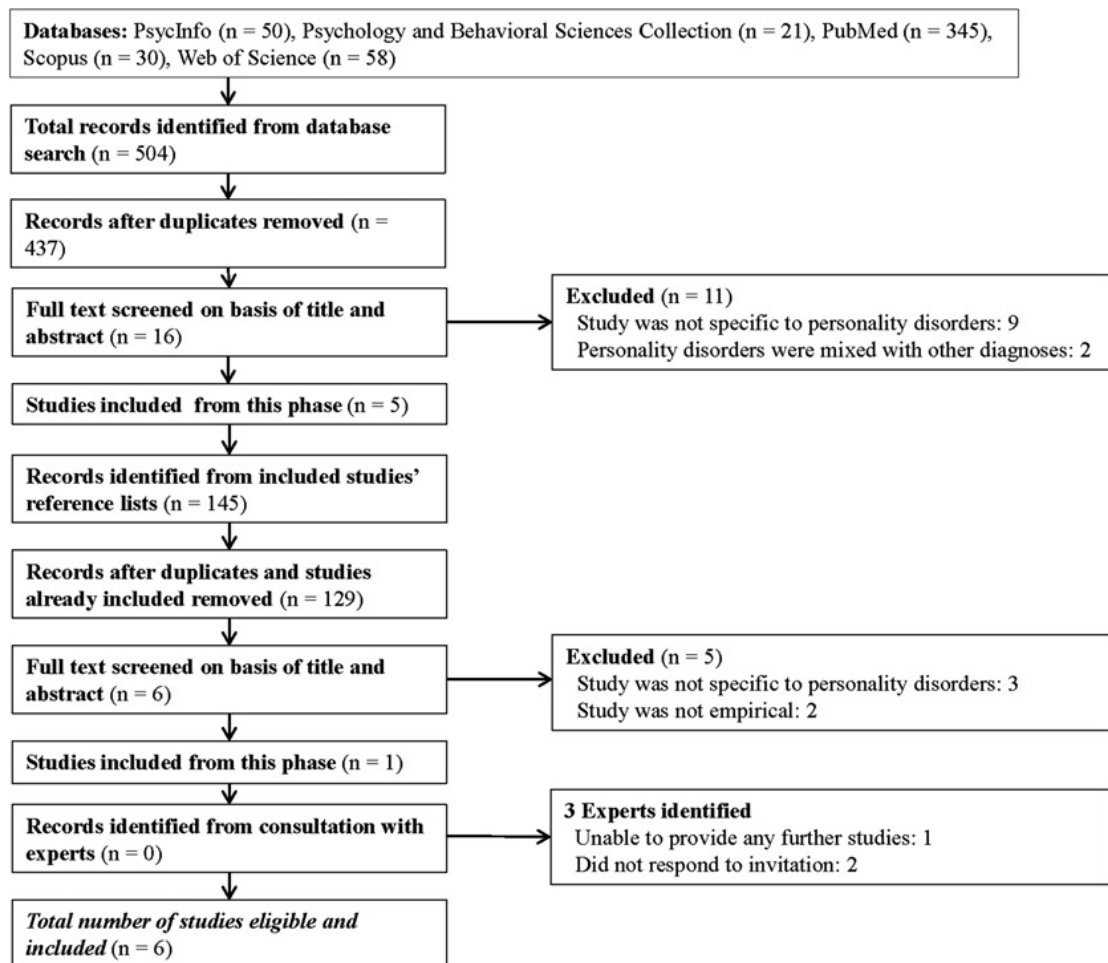 Databases: PsycInfo (n = 50), Psychology and Behavioral Sciences Collection (n = 21), PubMed (n = 345),
Scopus (n = 30), Web of Science (n = 58)
Total records identified from database
search (n = 504)
Records after duplicates removed (n =
437)
Full text screened on basis of title and
abstract (n = 16)
Excluded (n = 11)
Study was not specific to personality disorders: 9
Personality disorders were mixed with other diagnoses: 2
Studies included from this phase (n = 5)
Records identified from included studies’
reference lists (n = 145)
Records after duplicates and studies
already included removed (n = 129)
Full text screened on basis of title and
abstract (n = 6)
Excluded (n = 5)
Study was not specific to personality disorders: 3
Study was not empirical: 2
Studies included from this phase (n = 1)
Records identified from consultation with
experts (n = 0)
3 Experts identified
Unable to provide any further studies: 1
Did not respond to invitation: 2
Total number of studies eligible and
included (n = 6)